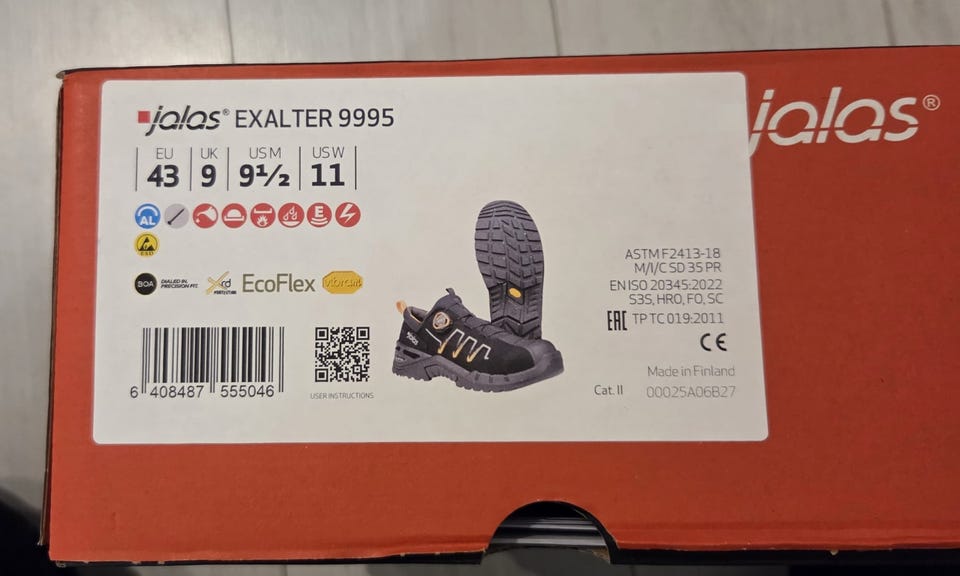 jalas® EXALTER 9995
jalas®
EU UK US M US W
43 9 9½ 11
AL
E
ESD
BOA DIALED IN. PRECISION FIT. Xrd EcoFlex vibram
ASTM F2413-18
M/I/C SD 35 PR
EN ISO 20345:2022
S3S, HRO, FO, SC
EAC TP TC 019:2011
CE
6 408487 555046
USER INSTRUCTIONS
Made in Finland
Cat. II 00025A06B27